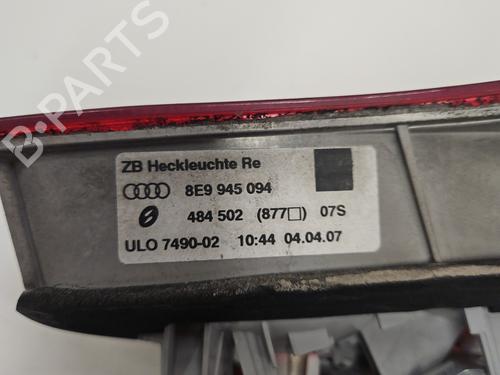 B-PARTS
ZB Heckleuchte Re
8E9 945 094
484 502 (877□) 07S
ULO 7490-02 10:44 04.04.07